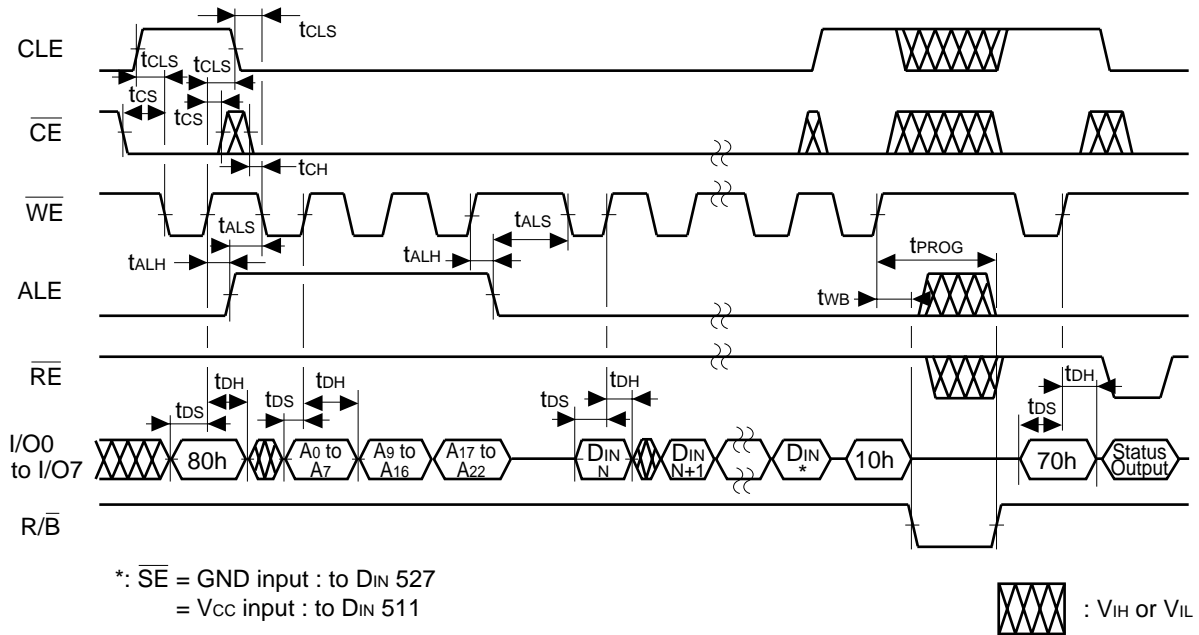 tCLS
CLE
tCLS
tCLS
tCS
tCS
CE
tCH
WE
tALS
tALS
tALH
tALH
tPROG
ALE
tWB
RE
tDH
tDH
tDH
tDH
tDS
tDS
tDS
tDS
I/O0
to I/O7
80h
A0 to
A7
A9 to
A16
A17 to
A22
DIN
N
DIN
N+1
DIN
*
10h
70h
Status
Output
R/B
*: SE = GND input : to DIN 527
= VCC input : to DIN 511
: VIH or VIL